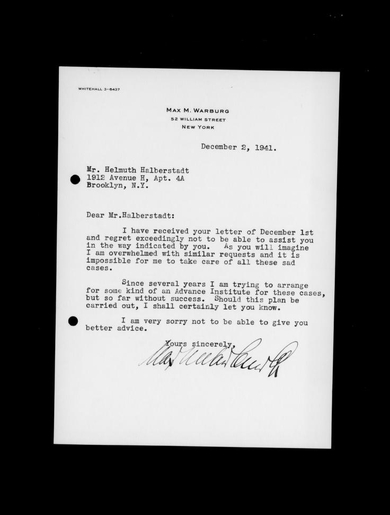 WHITEHALL 2-8407
MAX M. WARBURG
52 WILLIAM STREET
NEW YORK
December 2, 1941.
Mr. Helmuth Halberstadt
1912 Avenue H, Apt. 4A
Brooklyn, N.Y.
Dear Mr.Halberstadt:
I have received your letter of December 1st
and regret exceedingly not to be able to assist you
in the way indicated by you. As you will imagine
I am overwhelmed with similar requests and it is
impossible for me to take care of all these sad
cases.
Since several years I am trying to arrange
for some kind of an Advance Institute for these cases,
but so far without success. Should this plan be
carried out, I shall certainly let you know.
I am very sorry not to be able to give you
better advice.
Yours sincerely,